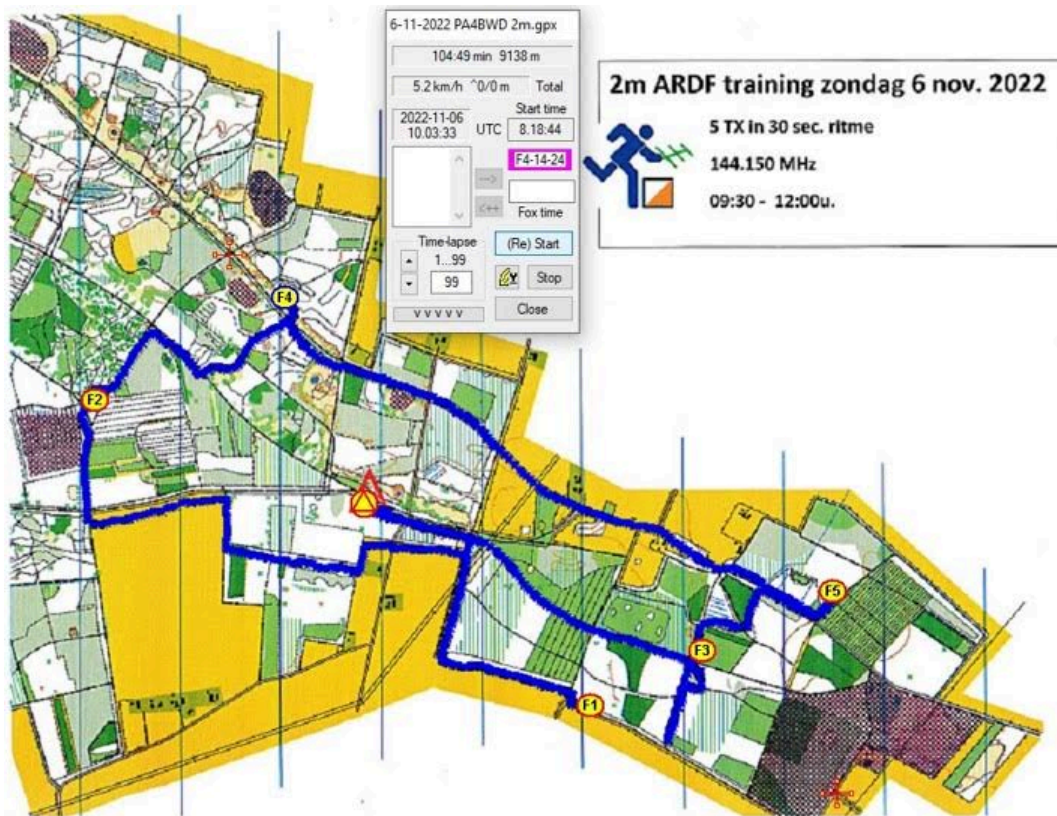 6-11-2022 PA4BWD 2m.gpx
104:49 min 9138 m
5.2 km/h ^0/0 m Total
Start time
2022-11-06
10.03.33
UTC
8.18:44
F4-14-24
-->
<++
Fox time
Time-lapse
1...99
99
(Re) Start
Stop
V V V V V
Close
2m ARDF training zondag 6 nov. 2022
5 TX in 30 sec. ritme
144.150 MHz
09:30 - 12:00u.
F4
F2
F5
F3
F1